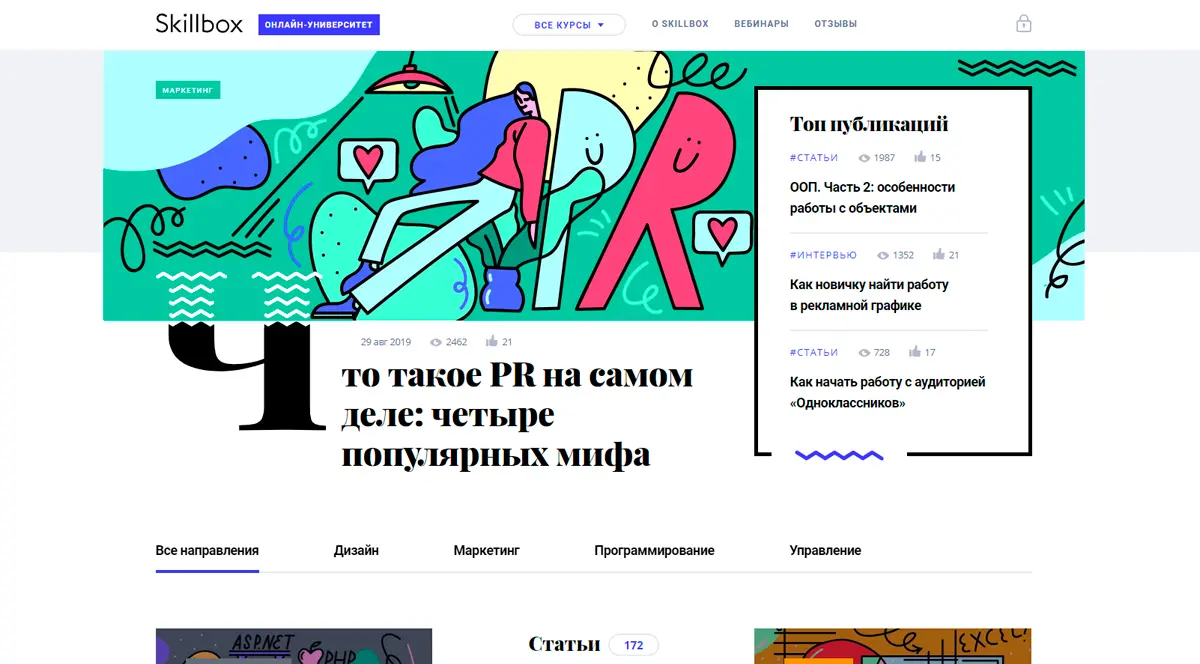 Skillbox
ОНЛАЙН-УНИВЕРСИТЕТ
ВСЕ КУРСЫ
О SKILLBOX
ВЕБИНАРЫ
ОТЗЫВЫ
МАРКЕТИНГ
PR
29 авг 2019 2462 21
Что такое PR на самом
деле: четыре
популярных мифа
Топ публикаций
#СТАТЬИ 1987 15
ООП. Часть 2: особенности
работы с объектами
#ИНТЕРВЬЮ 1352 21
Как новичку найти работу
в рекламной графике
#СТАТЬИ 728 17
Как начать работу с аудиторией
«Одноклассников»
Все направления
Дизайн
Маркетинг
Программирование
Управление
ASP.NET
PHP
Статьи 172
EXCEL